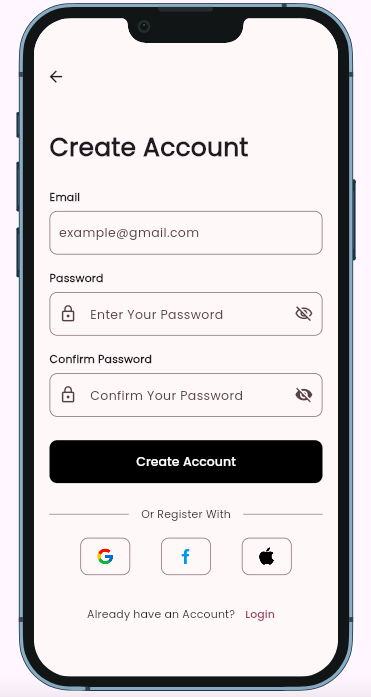 Create Account
Email
example@gmail.com
Password
Enter Your Password
Confirm Password
Confirm Your Password
Create Account
Or Register With
Already have an Account? Login